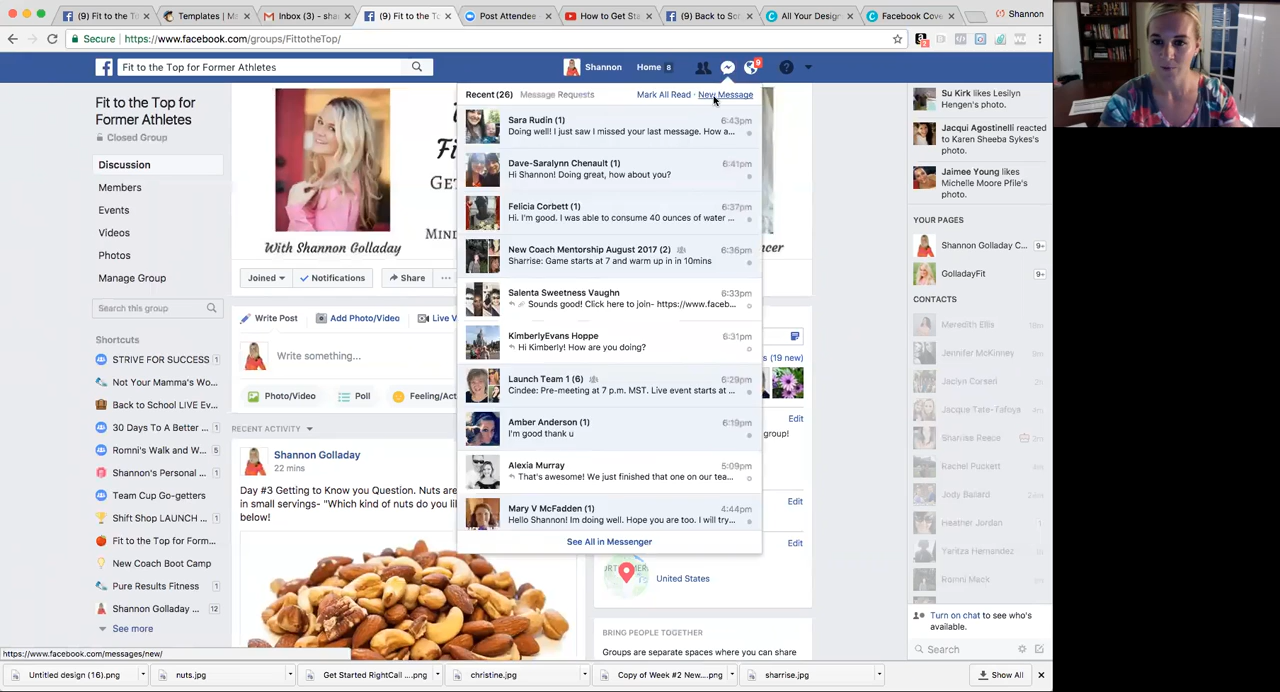 (9) Fit to the To
Templates | Ma
Inbox (3) - sha
(9) Fit to the To
Post Attendee -
How to Get Sta
(9) Back to Sc
All Your Design
Facebook Cove
Shannon
Secure https://www.facebook.com/groups/FittotheTop/
Fit to the Top for Former Athletes
Shannon
Home 8
9
Fit to the Top for
Former Athletes
Closed Group
Discussion
Members
Events
Videos
Photos
Manage Group
Search this group
Shortcuts
STRIVE FOR SUCCESS 1
Not Your Mamma's Wo...
Back to School LIVE Ev...
30 Days To A Better ...
Romni's Walk and W... 5
Shannon's Personal ... 1
Team Cup Go-getters
Shift Shop LAUNCH ...
Fit to the Top for Form...
New Coach Boot Camp
Pure Results Fitness
Shannon Golladay ... 12
See more
With Shannon Golladay
Joined
Notifications
Share
Write Post
Add Photo/Video
Live V
Write something...
Photo/Video
Poll
Feeling/Act
RECENT ACTIVITY
Shannon Golladay
22 mins
Day #3 Getting to Know you Question. Nuts are
in small servings- "Which kind of nuts do you lik
below!
Recent (26)
Message Requests
Mark All Read · New Message
Sara Rudin (1)
6:43pm
Doing well! I just saw I missed your last message. How a...
Dave-Saralynn Chenault (1)
6:41pm
Hi Shannon! Doing great, how about you?
Felicia Corbett (1)
6:37pm
Hi. I'm good. I was able to consume 40 ounces of water ...
New Coach Mentorship August 2017 (2)
6:36pm
Sharrise: Game starts at 7 and warm up in in 10mins
Salenta Sweetness Vaughn
6:33pm
Sounds good! Click here to join- https://www.faceb...
KimberlyEvans Hoppe
6:31pm
Hi Kimberly! How are you doing?
Launch Team 1 (6)
6:29pm
Cindee: Pre-meeting at 7 p.m. MST. Live event starts at ...
Amber Anderson (1)
6:19pm
I'm good thank u
Alexia Murray
5:09pm
That's awesome! We just finished that one on our tea...
Mary V McFadden (1)
4:44pm
Hello Shannon! Im doing well. Hope you are too. I will try...
See All in Messenger
(19 new)
Edit
group!
Edit
Edit
United States
BRING PEOPLE TOGETHER
Groups are separate spaces where you can share
Su Kirk likes Lesilyn
Hengen's photo.
Jacqui Agostinelli reacted
to Karen Sheeba Sykes's
photo.
Jaimee Young likes
Michelle Moore Pfile's
photo.
YOUR PAGES
Shannon Golladay C... 9+
GolladayFit 9+
CONTACTS
Meredith Ellis
Jennifer McKinney
Jaclyn Corseri
Jacque Tate-Tafoya
Sharrise Reece
Rachel Puckett
Jody Ballard
Heather Jordan
Yaritza Hernandez
Romni Mack
Turn on chat to see who's
available.
Search
https://www.facebook.com/messages/new/
Untitled design (16).png
nuts.jpg
Get Started RightCall ....png
christine.jpg
Copy of Week #2 New....png
sharrise.jpg
Show All